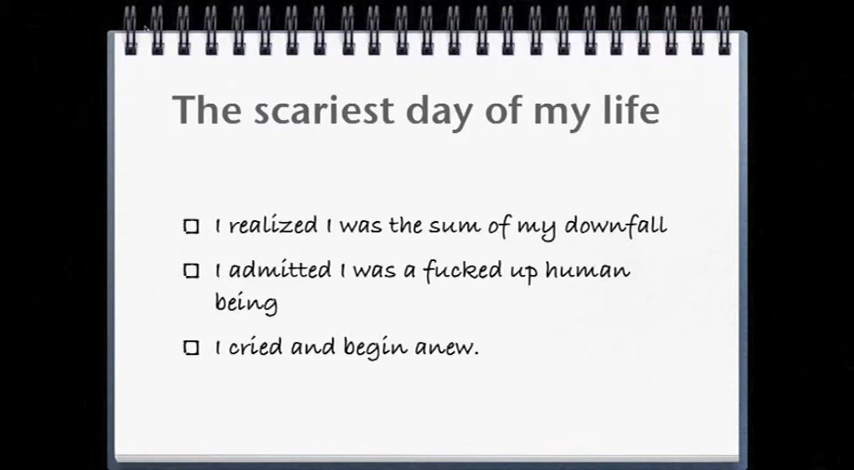 The scariest day of my life
I realized I was the sum of my downfall
I admitted I was a fucked up human
being
I cried and begin anew.